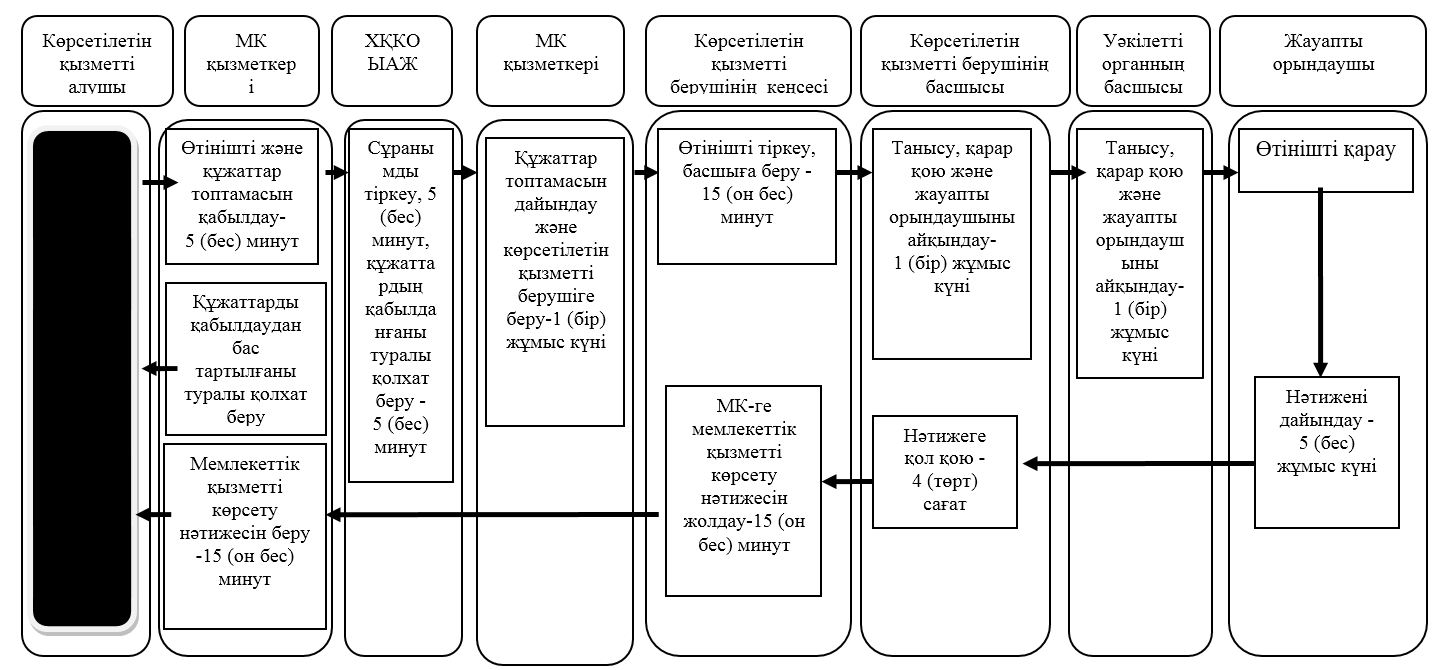 Көрсетілетін
қызметті
алушы
МК
қызметкер
і
ХҚКО
ЫАЖ
МК
қызметкері
Көрсетілетін
қызметті
берушінің кеңсесі
Көрсетілетін
қызметті берушінің
басшысы
Уәкілетті
органның
басшысы
Жауапты
орындаушы
Өтінішті және
құжаттар
топтамасын
қабылдау-
5 (бес) минут
Құжаттарды
қабылдаудан
бас
тартылғаны
туралы қолхат
беру
Мемлекеттік
қызметті
көрсету
нәтижесін беру
-15 (он бес)
минут
Сұраны
мды
тіркеу, 5
(бес)
минут,
құжатта
рдың
қабылда
нғаны
туралы
қолхат
беру -
5 (бес)
минут
Құжаттар
топтамасын
дайындау
және
көрсетілетін
қызметті
берушіге
беру-1 (бір)
жұмыс күні
Өтінішті тіркеу,
басшыға беру -
15 (он бес)
минут
МК-ге
мемлекеттік
қызметті
көрсету
нәтижесін
жолдау-15 (он
бес) минут
Танысу, қарар
қою және
жауапты
орындаушыны
айқындау-
1 (бір) жұмыс
күні
Нәтижеге
қол қою -
4 (төрт)
сағат
Танысу,
қарар қою
және
жауапты
орындауш
ыны
айқындау-
1 (бір)
жұмыс
күні
Өтінішті қарау
Нәтижені
дайындау -
5 (бес)
жұмыс күні